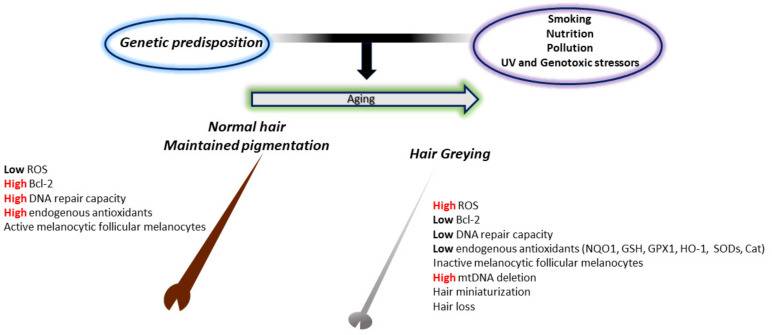 Genetic predisposition
Smoking
Nutrition
Pollution
UV and Genotoxic stressors
Aging
Normal hair
Maintained pigmentation
Low ROS
High Bcl-2
High DNA repair capacity
High endogenous antioxidants
Active melanocytic follicular melanocytes
Hair Greying
High ROS
Low Bcl-2
Low DNA repair capacity
Low endogenous antioxidants (NQO1, GSH, GPX1, HO-1, SODs, Cat)
Inactive melanocytic follicular melanocytes
High mtDNA deletion
Hair miniaturization
Hair loss